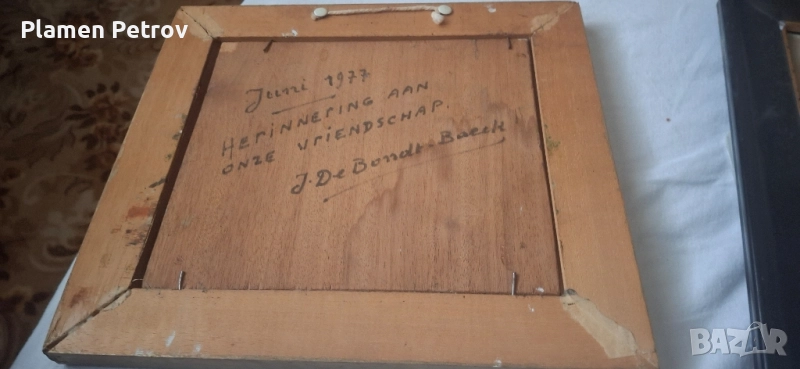 Plamen Petrov
Juni 1977
HERINNERING AAN
ONZE VRIENDSCHAP.
J. De Bondt-Baeck
BAZAR